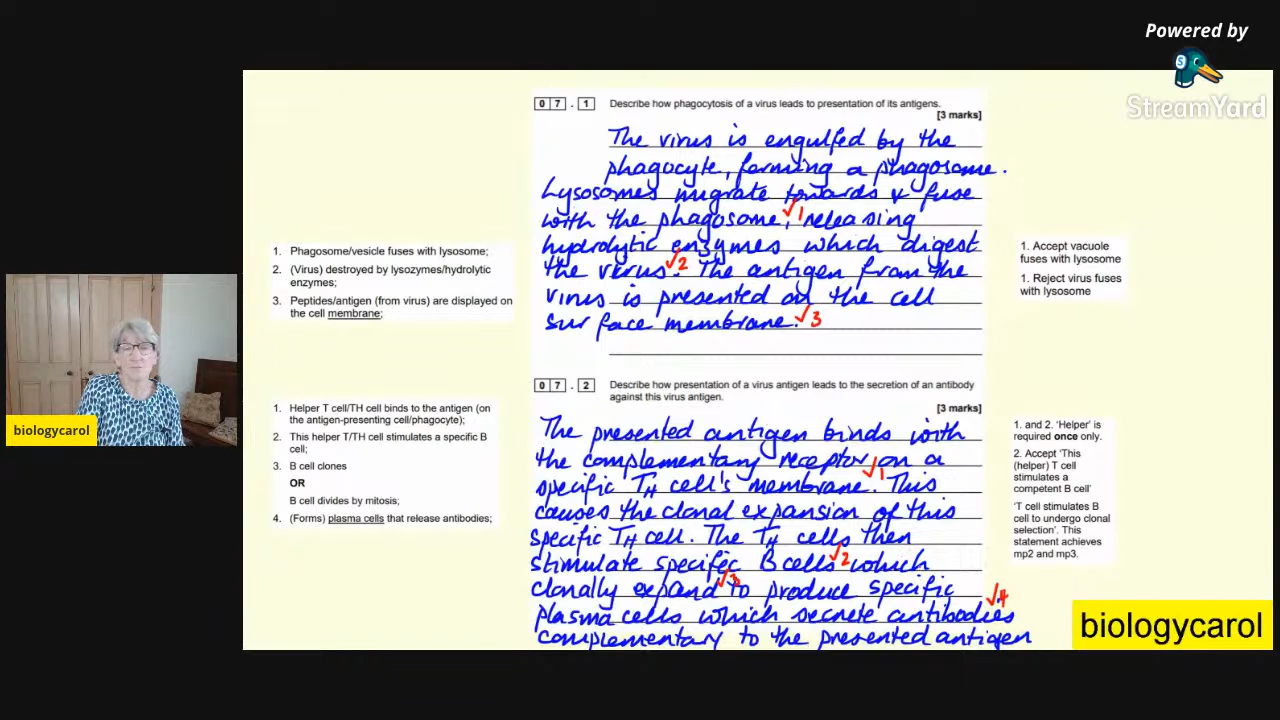 Powered by
StreamYard
07.1 Describe how phagocytosis of a virus leads to presentation of its antigens.
[3 marks]
The virus is engulfed by the
phagocyte, forming a phagosome.
Lysosomes migrate towards & fuse
with the phagosome, ✓1 releasing
hydrolytic enzymes which digest
the virus. ✓2 The antigen from the
virus is presented on the cell
surface membrane. ✓3
1. Phagosome/vesicle fuses with lysosome;
2. (Virus) destroyed by lysozymes/hydrolytic
enzymes;
3. Peptides/antigen (from virus) are displayed on
the cell membrane;
1. Accept vacuole
fuses with lysosome
1. Reject virus fuses
with lysosome
07.2 Describe how presentation of a virus antigen leads to the secretion of an antibody
against this virus antigen.
[3 marks]
The presented antigen binds with
the complementary receptor on a
specific TH cell's membrane. ✓1 This
causes the clonal expansion of this
specific TH cell. The TH cells then
stimulate specific B cells ✓2 which
clonally expand ✓3 to produce specific
plasma cells which secrete antibodies ✓4
complementary to the presented antigen
1. Helper T cell/TH cell binds to the antigen (on
the antigen-presenting cell/phagocyte);
2. This helper T/TH cell stimulates a specific B
cell;
3. B cell clones
OR
B cell divides by mitosis;
4. (Forms) plasma cells that release antibodies;
1. and 2. 'Helper' is
required once only.
2. Accept 'This
(helper) T cell
stimulates a
competent B cell'
'T cell stimulates B
cell to undergo clonal
selection'. This
statement achieves
mp2 and mp3.
biologycarol
biologycarol